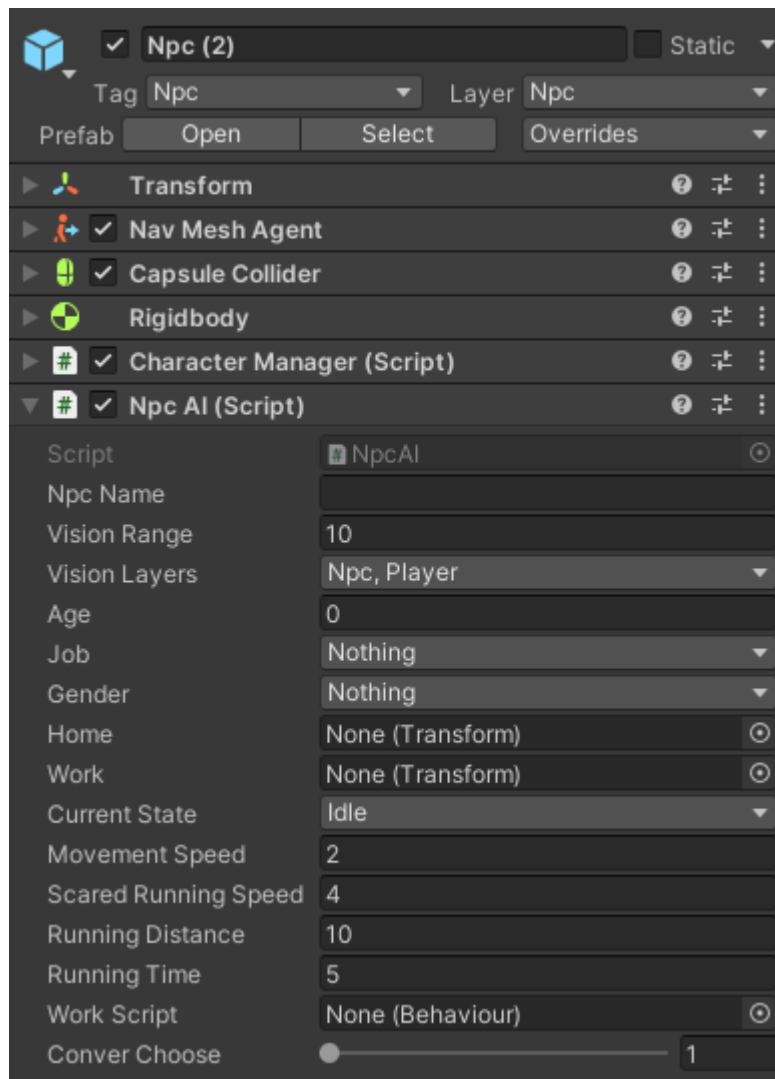 Npc (2) Static
Tag Npc Layer Npc
Prefab Open Select Overrides
Transform
Nav Mesh Agent
Capsule Collider
Rigidbody
# Character Manager (Script)
# Npc AI (Script)
Script # NpcAI
Npc Name
Vision Range 10
Vision Layers Npc, Player
Age 0
Job Nothing
Gender Nothing
Home None (Transform)
Work None (Transform)
Current State Idle
Movement Speed 2
Scared Running Speed 4
Running Distance 10
Running Time 5
Work Script None (Behaviour)
Conver Choose 1